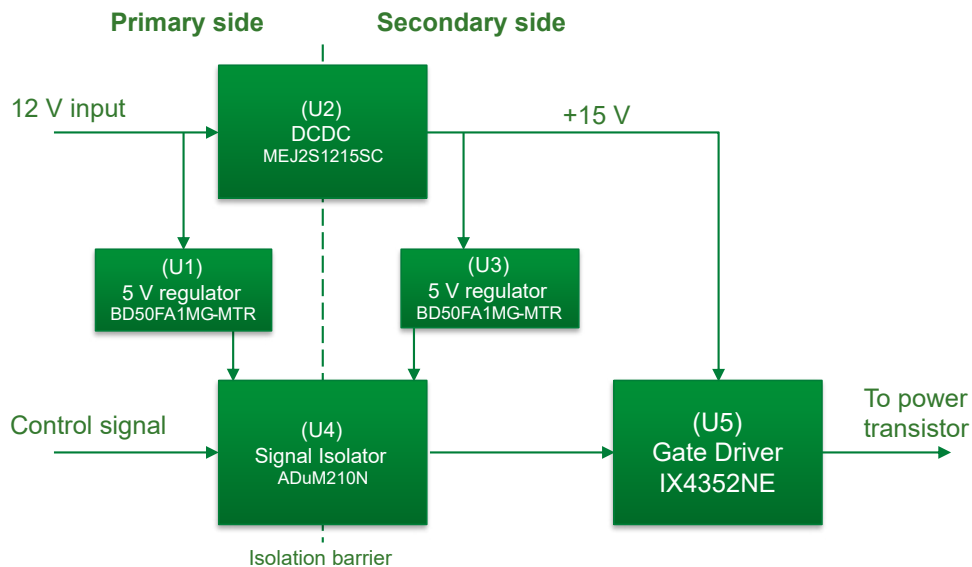 Primary side
Secondary side
12 V input
(U2)
DCDC
MEJ2S1215SC
+15 V
(U1)
5 V regulator
BD50FA1MG-MTR
(U3)
5 V regulator
BD50FA1MG-MTR
Control signal
(U4)
Signal Isolator
ADuM210N
(U5)
Gate Driver
IX4352NE
To power
transistor
Isolation barrier